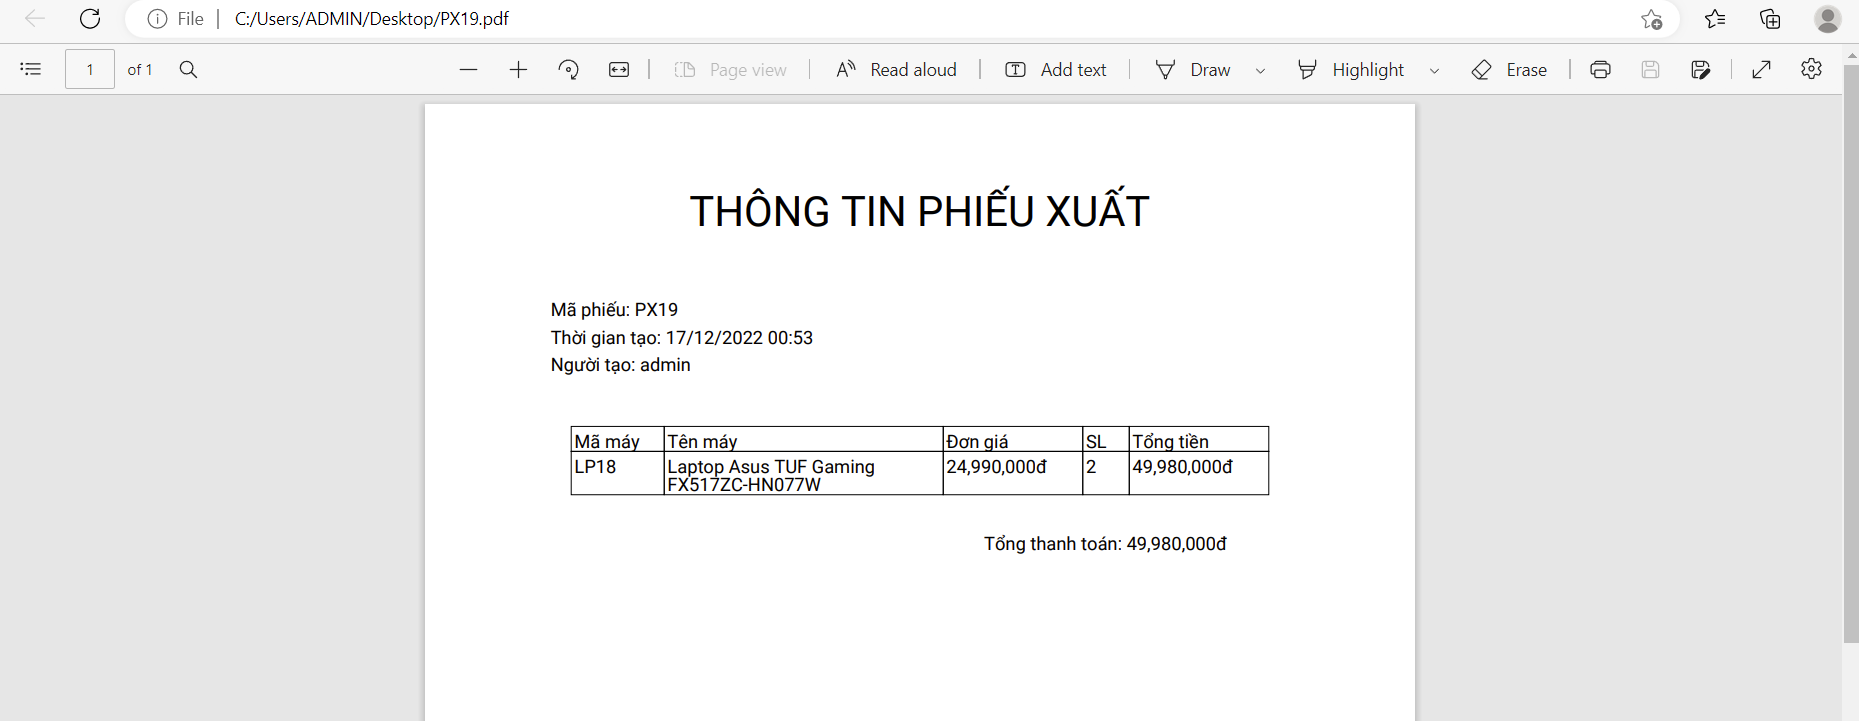 File C:/Users/ADMIN/Desktop/PX19.pdf
1 of 1 Page view Read aloud Add text Draw Highlight Erase
THÔNG TIN PHIẾU XUẤT
Mã phiếu: PX19
Thời gian tạo: 17/12/2022 00:53
Người tạo: admin
Mã máy Tên máy Đơn giá SL Tổng tiền
LP18 Laptop Asus TUF Gaming 24,990,000đ 2 49,980,000đ
FX517ZC-HN077W
Tổng thanh toán: 49,980,000đ